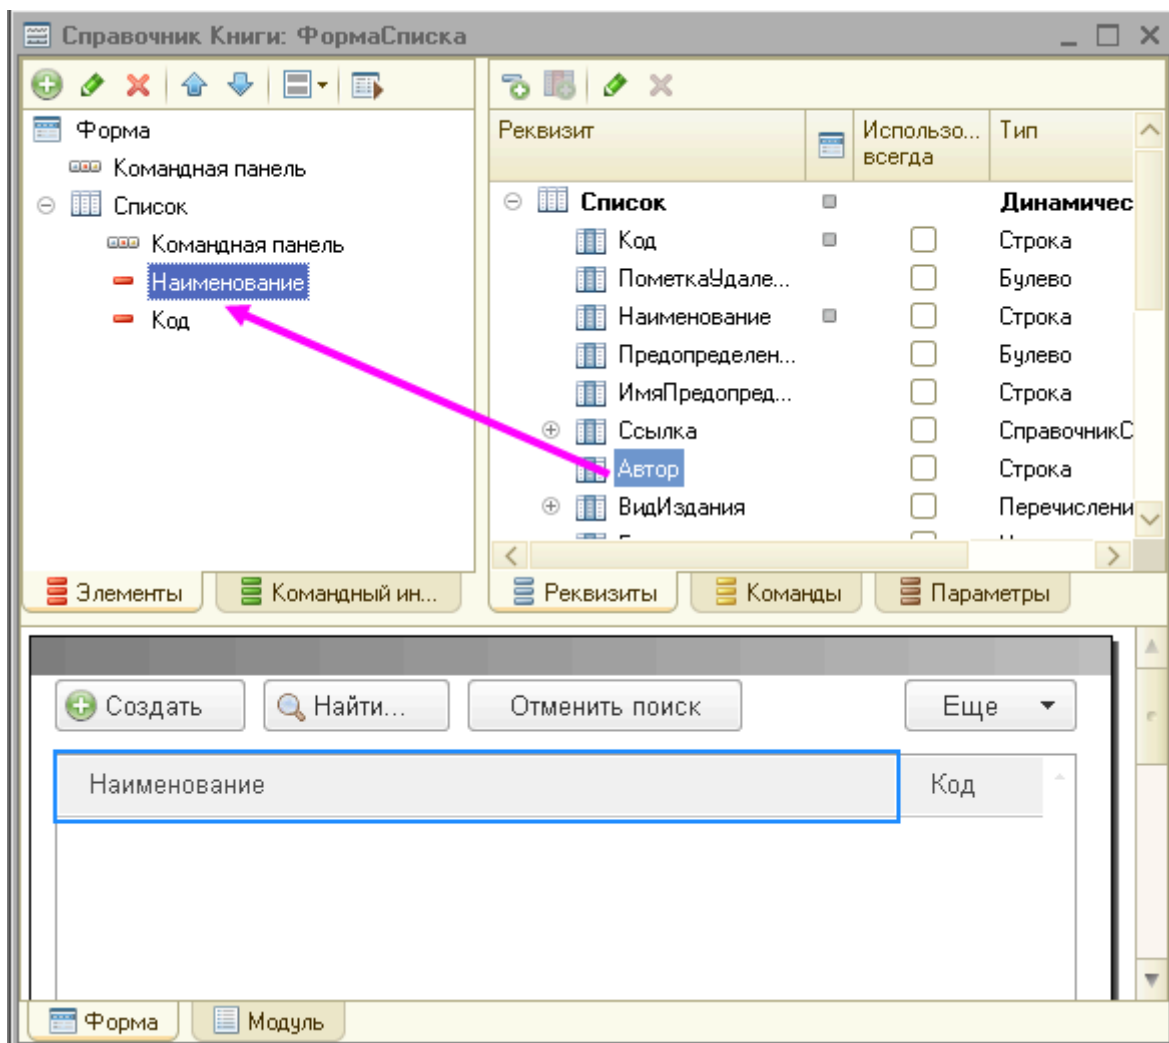 Справочник Книги: ФормаСписка
Форма
Командная панель
Список
Командная панель
Наименование
Код
Реквизит
Использо...
всегда
Тип
Список Динамичес
Код Строка
ПометкаУдале... Булево
Наименование Строка
Предопределен... Булево
ИмяПредопред... Строка
Ссылка СправочникС
Автор Строка
ВидИздания Перечислени
Элементы Командный ин... Реквизиты Команды Параметры
Создать Найти... Отменить поиск Еще
Наименование Код
Форма Модуль